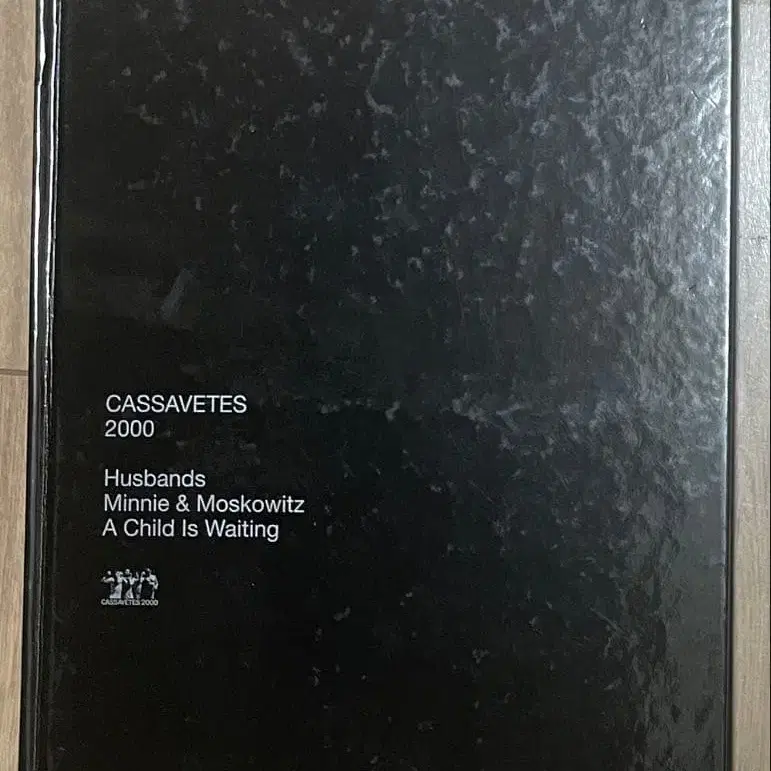 CASSAVETES
2000
Husbands
Minnie & Moskowitz
A Child Is Waiting
CASSAVETES 2000